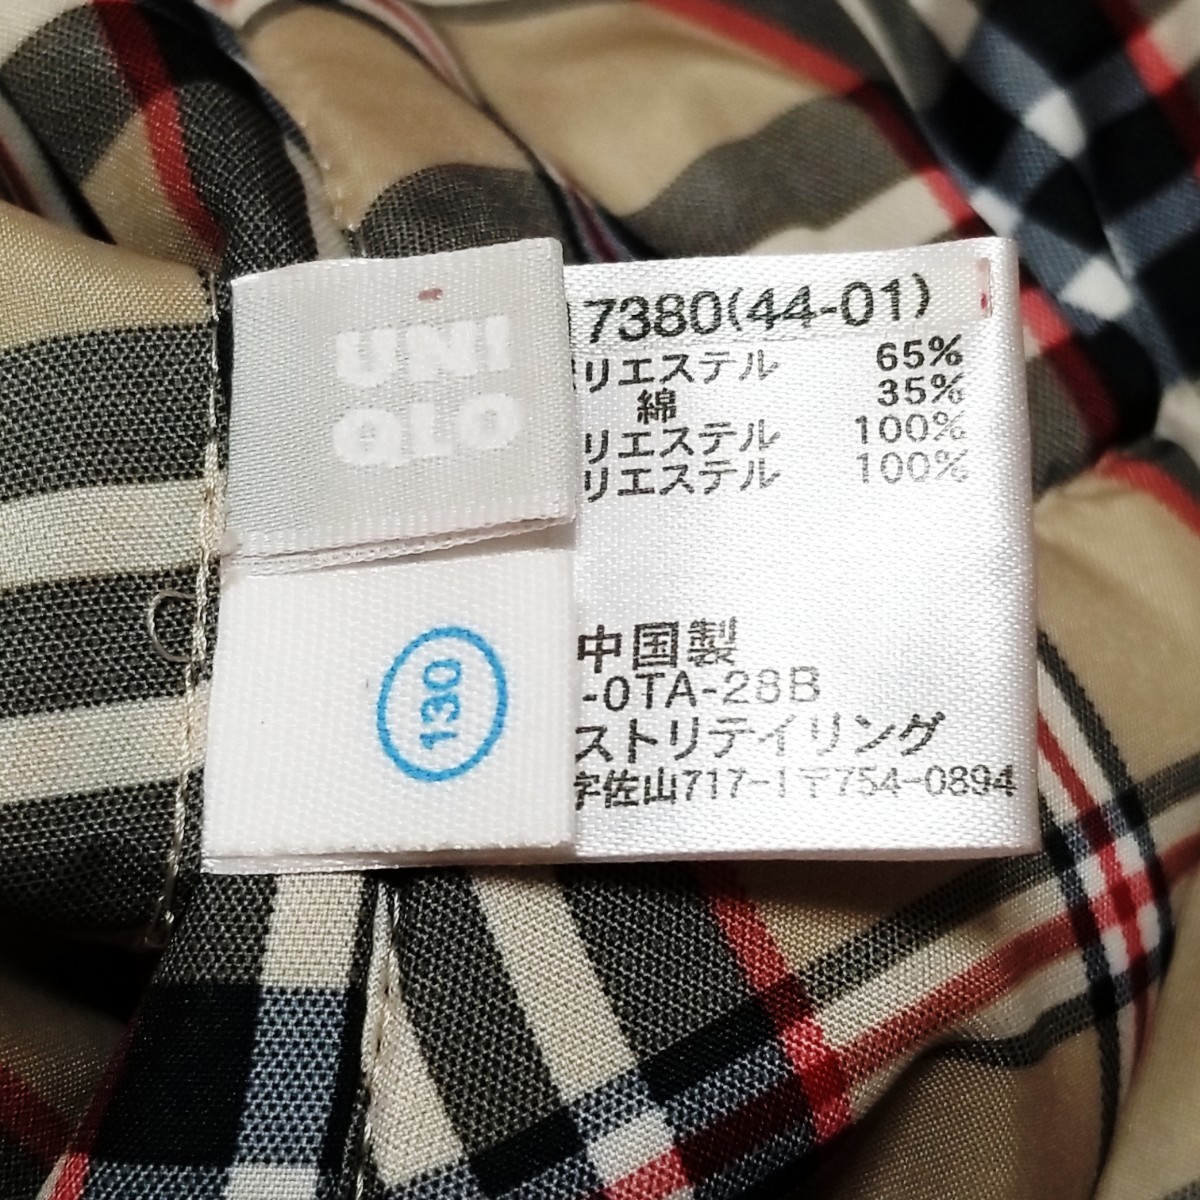 UNI
QLO
130
7380(44-01)
ポリエステル 65%
綿 35%
リエステル 100%
リエステル 100%
中国製
-0TA-28B
ストリテイリング
宇佐山717-1〒754-0894